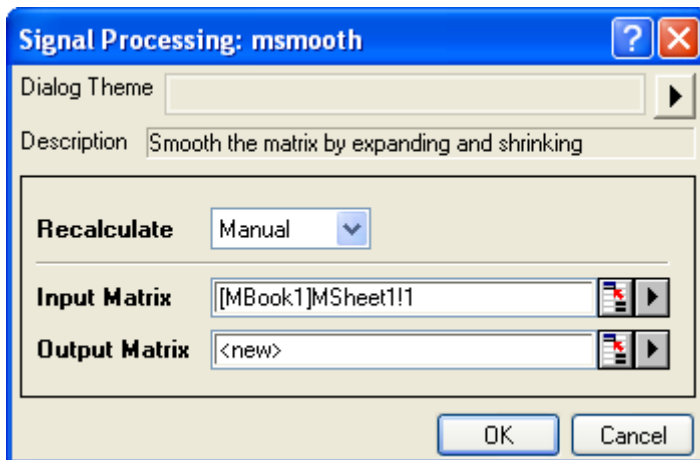 Signal Processing: msmooth
Dialog Theme
Description Smooth the matrix by expanding and shrinking
Recalculate Manual
Input Matrix [MBook1]MSheet1!1
Output Matrix <new>
OK Cancel